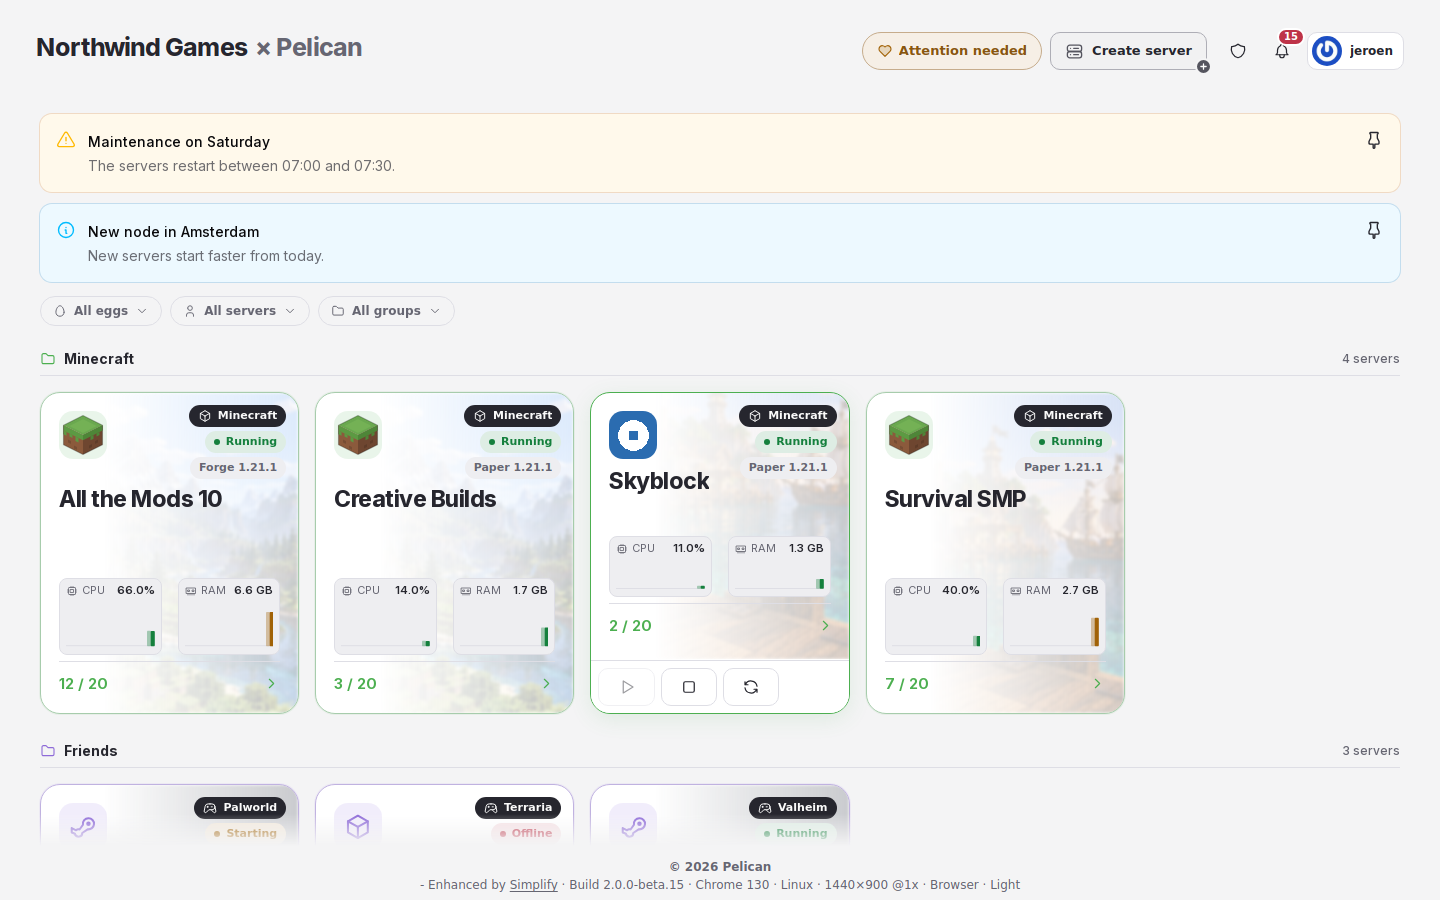 Northwind Games × Pelican
Attention needed
Create server
15
jeroen
Maintenance on Saturday
The servers restart between 07:00 and 07:30.
New node in Amsterdam
New servers start faster from today.
All eggs
All servers
All groups
Minecraft
4 servers
Minecraft
Running
Forge 1.21.1
All the Mods 10
CPU 66.0%
RAM 6.6 GB
12 / 20
Minecraft
Running
Paper 1.21.1
Creative Builds
CPU 14.0%
RAM 1.7 GB
3 / 20
Minecraft
Running
Paper 1.21.1
Skyblock
CPU 11.0%
RAM 1.3 GB
2 / 20
Minecraft
Running
Paper 1.21.1
Survival SMP
CPU 40.0%
RAM 2.7 GB
7 / 20
Friends
3 servers
Palworld
Starting
Terraria
Offline
Valheim
Running
© 2026 Pelican
- Enhanced by Simplify · Build 2.0.0-beta.15 · Chrome 130 · Linux · 1440×900 @1x · Browser · Light